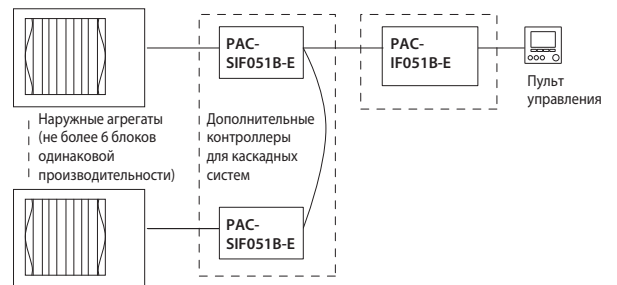 PAC-
SIF051B-E
PAC-
IF051B-E
Пульт
управления
Наружные агрегаты
(не более 6 блоков
одинаковой
производительности)
Дополнительные
контроллеры
для каскадных
систем
PAC-
SIF051B-E